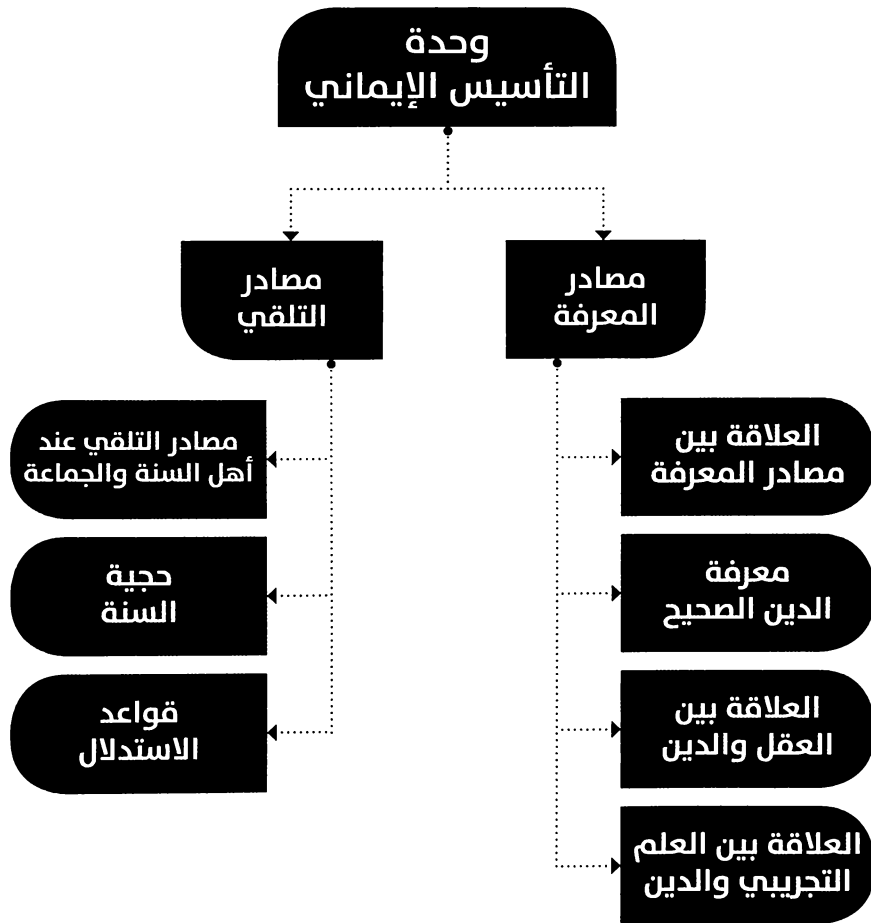 وحدة
التأسيس الإيماني
مصادر
المعرفة
العلاقة بين
مصادر المعرفة
معرفة
الدين الصحيح
العلاقة بين
العقل والدين
العلاقة بين العلم
التجريبي والدين
مصادر
التلقي
مصادر التلقي عند
أهل السنة والجماعة
حجية
السنة
قواعد
الاستدلال